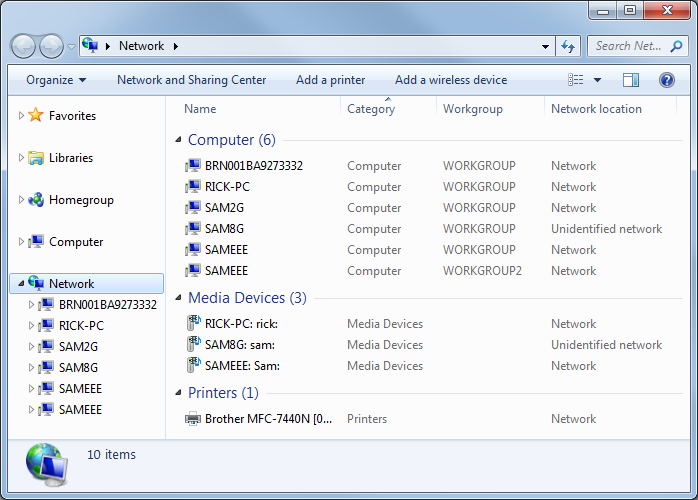 Network
Search Net...
Organize Network and Sharing Center Add a printer Add a wireless device
Favorites
Libraries
Homegroup
Computer
Network
BRN001BA9273332
RICK-PC
SAM2G
SAM8G
SAMEEE
SAMEEE
Name Category Workgroup Network location
Computer (6)
BRN001BA9273332 Computer WORKGROUP Network
RICK-PC Computer WORKGROUP Network
SAM2G Computer WORKGROUP Network
SAM8G Computer WORKGROUP Unidentified network
SAMEEE Computer WORKGROUP Network
SAMEEE Computer WORKGROUP2 Network
Media Devices (3)
RICK-PC: rick: Media Devices Network
SAM8G: sam: Media Devices Unidentified network
SAMEEE: Sam: Media Devices Network
Printers (1)
Brother MFC-7440N [0... Printers Network
10 items